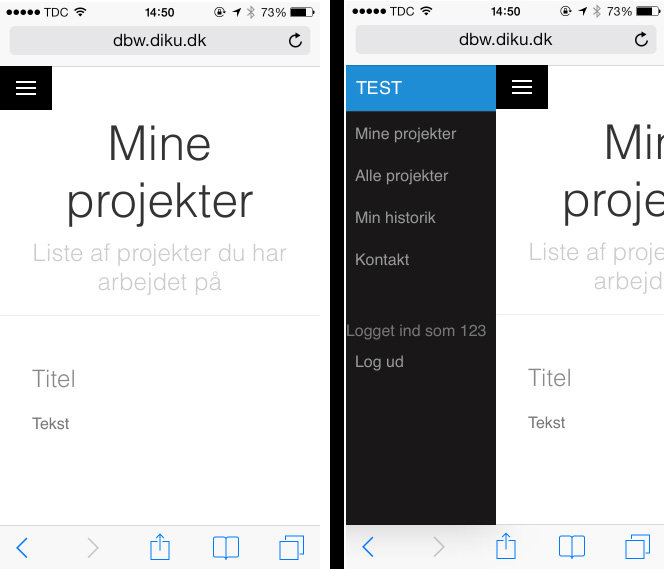 TDC 14:50 73%
dbw.diku.dk
Mine
projekter
Liste af projekter du har
arbejdet på
Titel
Tekst
TDC 14:50 73%
dbw.diku.dk
TEST
Mine projekter
Alle projekter
Min historik
Kontakt
Logget ind som 123
Log ud
Mi
proje
Liste af proje
arbejd
Titel
Tekst